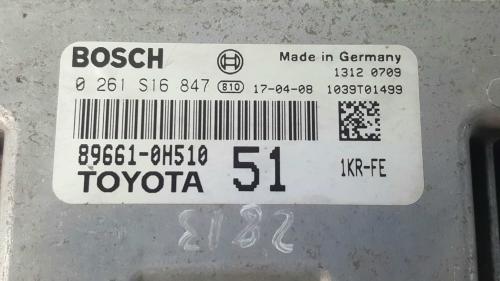 BOSCH Made in Germany
1312 0709
0 261 S16 847 810 17-04-08 1039T01499
89661-0H510
TOYOTA 51 1KR-FE